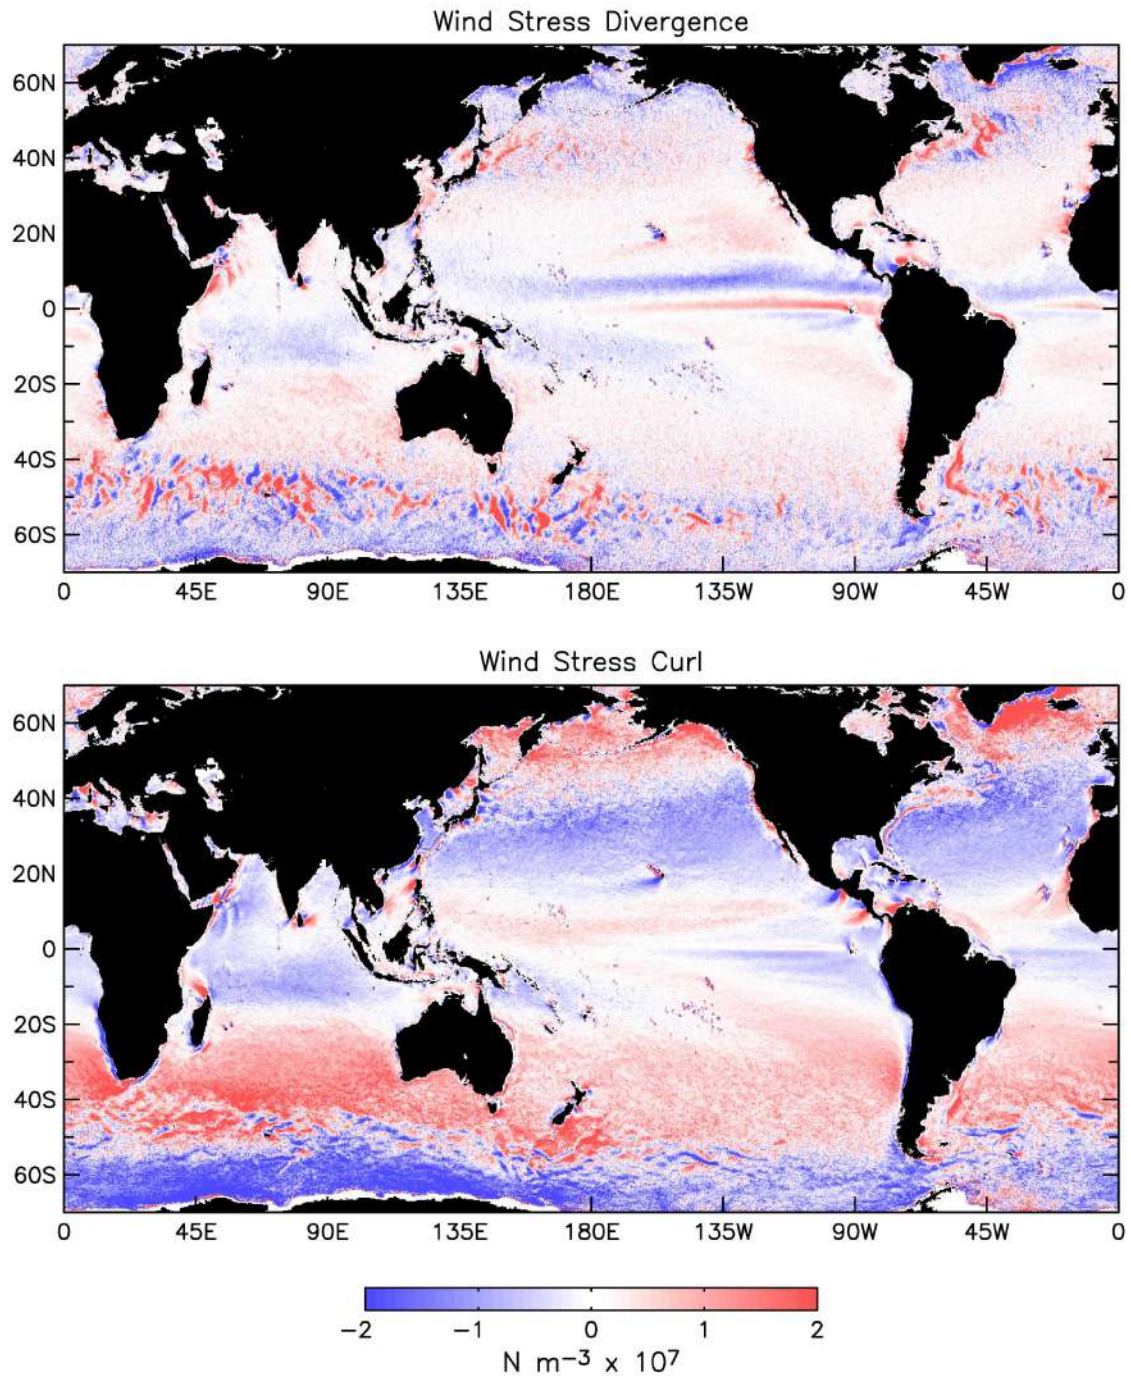 Wind Stress Divergence
60N
40N
20N
0
20S
40S
60S
0 45E 90E 135E 180E 135W 90W 45W 0
Wind Stress Curl
60N
40N
20N
0
20S
40S
60S
0 45E 90E 135E 180E 135W 90W 45W 0
−2 −1 0 1 2
N m⁻³ x 10⁷